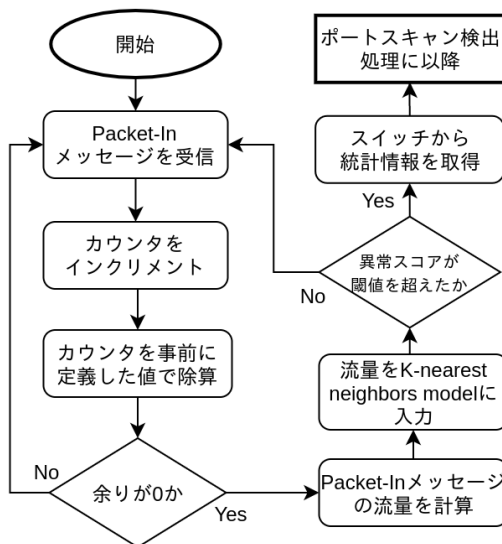 開始
Packet-In
メッセージを受信
カウンタを
インクリメント
カウンタを事前に
定義した値で除算
余りが0か
No
Yes
Packet-Inメッセージ
の流量を計算
流量をK-nearest
neighbors modelに
入力
異常スコアが
閾値を超えたか
No
Yes
スイッチから
統計情報を取得
ポートスキャン検出
処理に以降